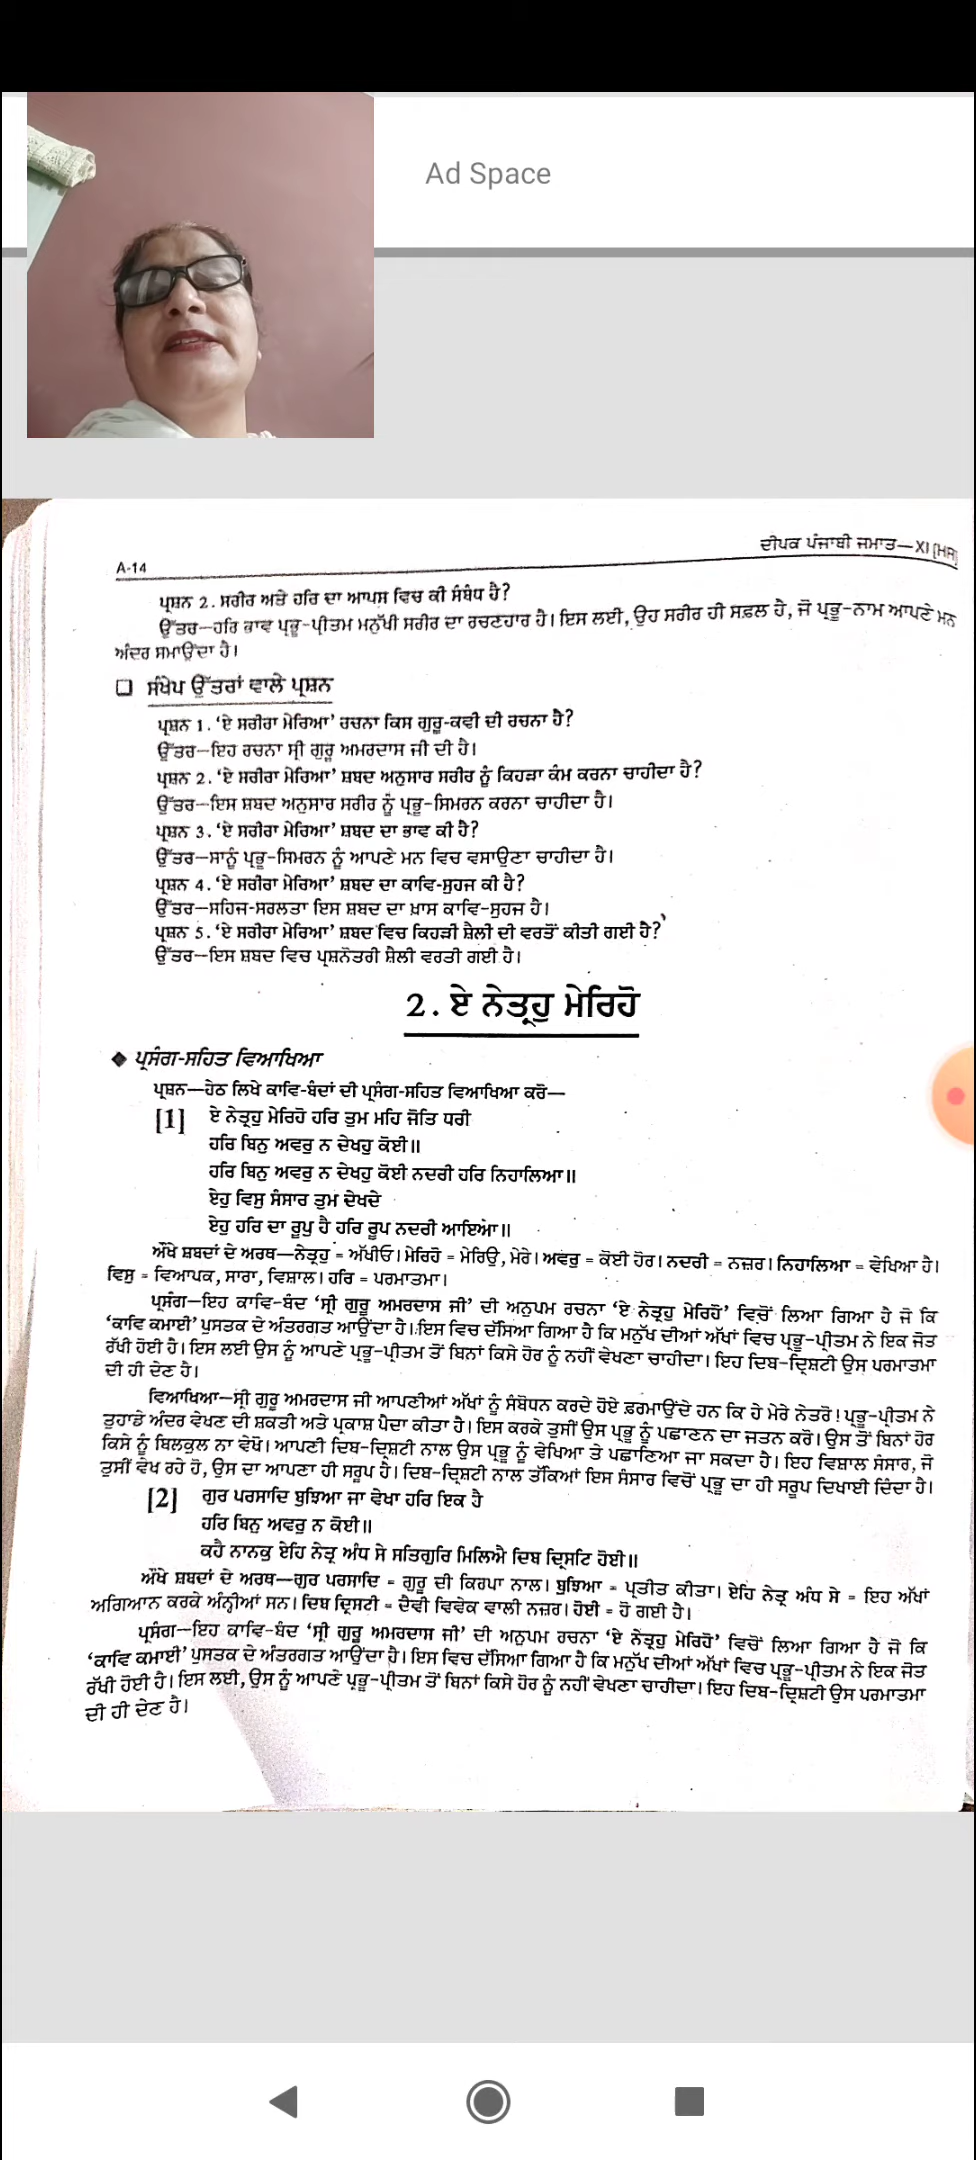 Ad Space
A-14
ਦੀਪਕ ਪੰਜਾਬੀ ਜਮਾਤ—XI [HR]
ਪ੍ਰਸ਼ਨ 2. ਸਰੀਰ ਅਤੇ ਹਰਿ ਦਾ ਆਪਸ ਵਿਚ ਕੀ ਸੰਬੰਧ ਹੈ?
ਉੱਤਰ—ਹਰਿ ਭਾਵ ਪ੍ਰਭੂ-ਪ੍ਰੀਤਮ ਮਨੁੱਖੀ ਸਰੀਰ ਦਾ ਰਚਣਹਾਰ ਹੈ। ਇਸ ਲਈ, ਉਹ ਸਰੀਰ ਹੀ ਸਫ਼ਲ ਹੈ, ਜੋ ਪ੍ਰਭੂ-ਨਾਮ ਆਪਣੇ ਮਨ
ਅੰਦਰ ਸਮਾਉਂਦਾ ਹੈ।
❑ ਸੰਖੇਪ ਉੱਤਰਾਂ ਵਾਲੇ ਪ੍ਰਸ਼ਨ
ਪ੍ਰਸ਼ਨ 1. ‘ਏ ਸਰੀਰਾ ਮੇਰਿਆ’ ਰਚਨਾ ਕਿਸ ਗੁਰੂ-ਕਵੀ ਦੀ ਰਚਨਾ ਹੈ?
ਉੱਤਰ—ਇਹ ਰਚਨਾ ਸ੍ਰੀ ਗੁਰੂ ਅਮਰਦਾਸ ਜੀ ਦੀ ਹੈ।
ਪ੍ਰਸ਼ਨ 2. ‘ਏ ਸਰੀਰਾ ਮੇਰਿਆ’ ਸ਼ਬਦ ਅਨੁਸਾਰ ਸਰੀਰ ਨੂੰ ਕਿਹੜਾ ਕੰਮ ਕਰਨਾ ਚਾਹੀਦਾ ਹੈ?
ਉੱਤਰ—ਇਸ ਸ਼ਬਦ ਅਨੁਸਾਰ ਸਰੀਰ ਨੂੰ ਪ੍ਰਭੂ-ਸਿਮਰਨ ਕਰਨਾ ਚਾਹੀਦਾ ਹੈ।
ਪ੍ਰਸ਼ਨ 3. ‘ਏ ਸਰੀਰਾ ਮੇਰਿਆ’ ਸ਼ਬਦ ਦਾ ਭਾਵ ਕੀ ਹੈ?
ਉੱਤਰ—ਸਾਨੂੰ ਪ੍ਰਭੂ-ਸਿਮਰਨ ਨੂੰ ਆਪਣੇ ਮਨ ਵਿਚ ਵਸਾਉਣਾ ਚਾਹੀਦਾ ਹੈ।
ਪ੍ਰਸ਼ਨ 4. ‘ਏ ਸਰੀਰਾ ਮੇਰਿਆ’ ਸ਼ਬਦ ਦਾ ਕਾਵਿ-ਸੁਹਜ ਕੀ ਹੈ?
ਉੱਤਰ—ਸਹਿਜ-ਸਰਲਤਾ ਇਸ ਸ਼ਬਦ ਦਾ ਖ਼ਾਸ ਕਾਵਿ-ਸੁਹਜ ਹੈ।
ਪ੍ਰਸ਼ਨ 5. ‘ਏ ਸਰੀਰਾ ਮੇਰਿਆ’ ਸ਼ਬਦ ਵਿਚ ਕਿਹੜੀ ਸ਼ੈਲੀ ਦੀ ਵਰਤੋਂ ਕੀਤੀ ਗਈ ਹੈ?
ਉੱਤਰ—ਇਸ ਸ਼ਬਦ ਵਿਚ ਪ੍ਰਸ਼ਨੋਤਰੀ ਸ਼ੈਲੀ ਵਰਤੀ ਗਈ ਹੈ।
2. ਏ ਨੇਤ੍ਰਹੁ ਮੇਰਿਹੋ
◆ ਪ੍ਰਸੰਗ-ਸਹਿਤ ਵਿਆਖਿਆ
ਪ੍ਰਸ਼ਨ—ਹੇਠ ਲਿਖੇ ਕਾਵਿ-ਬੰਦਾਂ ਦੀ ਪ੍ਰਸੰਗ-ਸਹਿਤ ਵਿਆਖਿਆ ਕਰੋ—
[1] ਏ ਨੇਤ੍ਰਹੁ ਮੇਰਿਹੋ ਹਰਿ ਤੁਮ ਮਹਿ ਜੋਤਿ ਧਰੀ
ਹਰਿ ਬਿਨੁ ਅਵਰੁ ਨ ਦੇਖਹੁ ਕੋਈ॥
ਹਰਿ ਬਿਨੁ ਅਵਰੁ ਨ ਦੇਖਹੁ ਕੋਈ ਨਦਰੀ ਹਰਿ ਨਿਹਾਲਿਆ॥
ਏਹੁ ਵਿਸੁ ਸੰਸਾਰ ਤੁਮ ਦੇਖਦੇ
ਏਹੁ ਹਰਿ ਦਾ ਰੂਪੁ ਹੈ ਹਰਿ ਰੂਪ ਨਦਰੀ ਆਇਆ॥
ਔਖੇ ਸ਼ਬਦਾਂ ਦੇ ਅਰਥ—ਨੇਤ੍ਰਹੁ = ਅੱਖੀਓ। ਮੇਰਿਹੋ = ਮੇਰਿਉ, ਮੇਰੇ। ਅਵਰੁ = ਕੋਈ ਹੋਰ। ਨਦਰੀ = ਨਜ਼ਰ। ਨਿਹਾਲਿਆ = ਵੇਖਿਆ ਹੈ।
ਵਿਸੁ = ਵਿਆਪਕ, ਸਾਰਾ, ਵਿਸ਼ਾਲ। ਹਰਿ = ਪਰਮਾਤਮਾ।
ਪ੍ਰਸੰਗ—ਇਹ ਕਾਵਿ-ਬੰਦ ‘ਸ੍ਰੀ ਗੁਰੂ ਅਮਰਦਾਸ ਜੀ’ ਦੀ ਅਨੁਪਮ ਰਚਨਾ ‘ਏ ਨੇਤ੍ਰਹੁ ਮੇਰਿਹੋ’ ਵਿਚੋਂ ਲਿਆ ਗਿਆ ਹੈ ਜੋ ਕਿ
‘ਕਾਵਿ ਕਮਾਈ’ ਪੁਸਤਕ ਦੇ ਅੰਤਰਗਤ ਆਉਂਦਾ ਹੈ। ਇਸ ਵਿਚ ਦੱਸਿਆ ਗਿਆ ਹੈ ਕਿ ਮਨੁੱਖ ਦੀਆਂ ਅੱਖਾਂ ਵਿਚ ਪ੍ਰਭੂ-ਪ੍ਰੀਤਮ ਨੇ ਇਕ ਜੋਤ
ਰੱਖੀ ਹੋਈ ਹੈ। ਇਸ ਲਈ ਉਸ ਨੂੰ ਆਪਣੇ ਪ੍ਰਭੂ-ਪ੍ਰੀਤਮ ਤੋਂ ਬਿਨਾਂ ਕਿਸੇ ਹੋਰ ਨੂੰ ਨਹੀਂ ਵੇਖਣਾ ਚਾਹੀਦਾ। ਇਹ ਦਿਬ-ਦ੍ਰਿਸ਼ਟੀ ਉਸ ਪਰਮਾਤਮਾ
ਦੀ ਹੀ ਦੇਣ ਹੈ।
ਵਿਆਖਿਆ—ਸ੍ਰੀ ਗੁਰੂ ਅਮਰਦਾਸ ਜੀ ਆਪਣੀਆਂ ਅੱਖਾਂ ਨੂੰ ਸੰਬੋਧਨ ਕਰਦੇ ਹੋਏ ਫ਼ਰਮਾਉਂਦੇ ਹਨ ਕਿ ਹੇ ਮੇਰੇ ਨੇਤਰੋ! ਪ੍ਰਭੂ-ਪ੍ਰੀਤਮ ਨੇ
ਤੁਹਾਡੇ ਅੰਦਰ ਵੇਖਣ ਦੀ ਸ਼ਕਤੀ ਅਤੇ ਪ੍ਰਕਾਸ਼ ਪੈਦਾ ਕੀਤਾ ਹੈ। ਇਸ ਕਰਕੇ ਤੁਸੀਂ ਉਸ ਪ੍ਰਭੂ ਨੂੰ ਪਛਾਣਨ ਦਾ ਜਤਨ ਕਰੋ। ਉਸ ਤੋਂ ਬਿਨਾਂ ਹੋਰ
ਕਿਸੇ ਨੂੰ ਬਿਲਕੁਲ ਨਾ ਵੇਖੋ। ਆਪਣੀ ਦਿਬ-ਦ੍ਰਿਸ਼ਟੀ ਨਾਲ ਉਸ ਪ੍ਰਭੂ ਨੂੰ ਵੇਖਿਆ ਤੇ ਪਛਾਣਿਆ ਜਾ ਸਕਦਾ ਹੈ। ਇਹ ਵਿਸ਼ਾਲ ਸੰਸਾਰ, ਜੋ
ਤੁਸੀਂ ਵੇਖ ਰਹੇ ਹੋ, ਉਸ ਦਾ ਆਪਣਾ ਹੀ ਸਰੂਪ ਹੈ। ਦਿਬ-ਦ੍ਰਿਸ਼ਟੀ ਨਾਲ ਤੱਕਿਆਂ ਇਸ ਸੰਸਾਰ ਵਿਚੋਂ ਪ੍ਰਭੂ ਦਾ ਹੀ ਸਰੂਪ ਦਿਖਾਈ ਦਿੰਦਾ ਹੈ।
[2] ਗੁਰ ਪਰਸਾਦਿ ਬੁਝਿਆ ਜਾ ਵੇਖਾ ਹਰਿ ਇਕ ਹੈ
ਹਰਿ ਬਿਨੁ ਅਵਰੁ ਨ ਕੋਈ॥
ਕਹੈ ਨਾਨਕੁ ਏਹਿ ਨੇਤ੍ਰ ਅੰਧ ਸੇ ਸਤਿਗੁਰਿ ਮਿਲਿਐ ਦਿਬ ਦ੍ਰਿਸਟਿ ਹੋਈ॥
ਔਖੇ ਸ਼ਬਦਾਂ ਦੇ ਅਰਥ—ਗੁਰ ਪਰਸਾਦਿ = ਗੁਰੂ ਦੀ ਕਿਰਪਾ ਨਾਲ। ਬੁਝਿਆ = ਪ੍ਰਤੀਤ ਕੀਤਾ। ਏਹਿ ਨੇਤ੍ਰ ਅੰਧ ਸੇ = ਇਹ ਅੱਖਾਂ
ਅਗਿਆਨ ਕਰਕੇ ਅੰਨ੍ਹੀਆਂ ਸਨ। ਦਿਬ ਦ੍ਰਿਸਟੀ = ਦੈਵੀ ਵਿਵੇਕ ਵਾਲੀ ਨਜ਼ਰ। ਹੋਈ = ਹੋ ਗਈ ਹੈ।
ਪ੍ਰਸੰਗ—ਇਹ ਕਾਵਿ-ਬੰਦ ‘ਸ੍ਰੀ ਗੁਰੂ ਅਮਰਦਾਸ ਜੀ’ ਦੀ ਅਨੁਪਮ ਰਚਨਾ ‘ਏ ਨੇਤ੍ਰਹੁ ਮੇਰਿਹੋ’ ਵਿਚੋਂ ਲਿਆ ਗਿਆ ਹੈ ਜੋ ਕਿ
‘ਕਾਵਿ ਕਮਾਈ’ ਪੁਸਤਕ ਦੇ ਅੰਤਰਗਤ ਆਉਂਦਾ ਹੈ। ਇਸ ਵਿਚ ਦੱਸਿਆ ਗਿਆ ਹੈ ਕਿ ਮਨੁੱਖ ਦੀਆਂ ਅੱਖਾਂ ਵਿਚ ਪ੍ਰਭੂ-ਪ੍ਰੀਤਮ ਨੇ ਇਕ ਜੋਤ
ਰੱਖੀ ਹੋਈ ਹੈ। ਇਸ ਲਈ, ਉਸ ਨੂੰ ਆਪਣੇ ਪ੍ਰਭੂ-ਪ੍ਰੀਤਮ ਤੋਂ ਬਿਨਾਂ ਕਿਸੇ ਹੋਰ ਨੂੰ ਨਹੀਂ ਵੇਖਣਾ ਚਾਹੀਦਾ। ਇਹ ਦਿਬ-ਦ੍ਰਿਸ਼ਟੀ ਉਸ ਪਰਮਾਤਮਾ
ਦੀ ਹੀ ਦੇਣ ਹੈ।